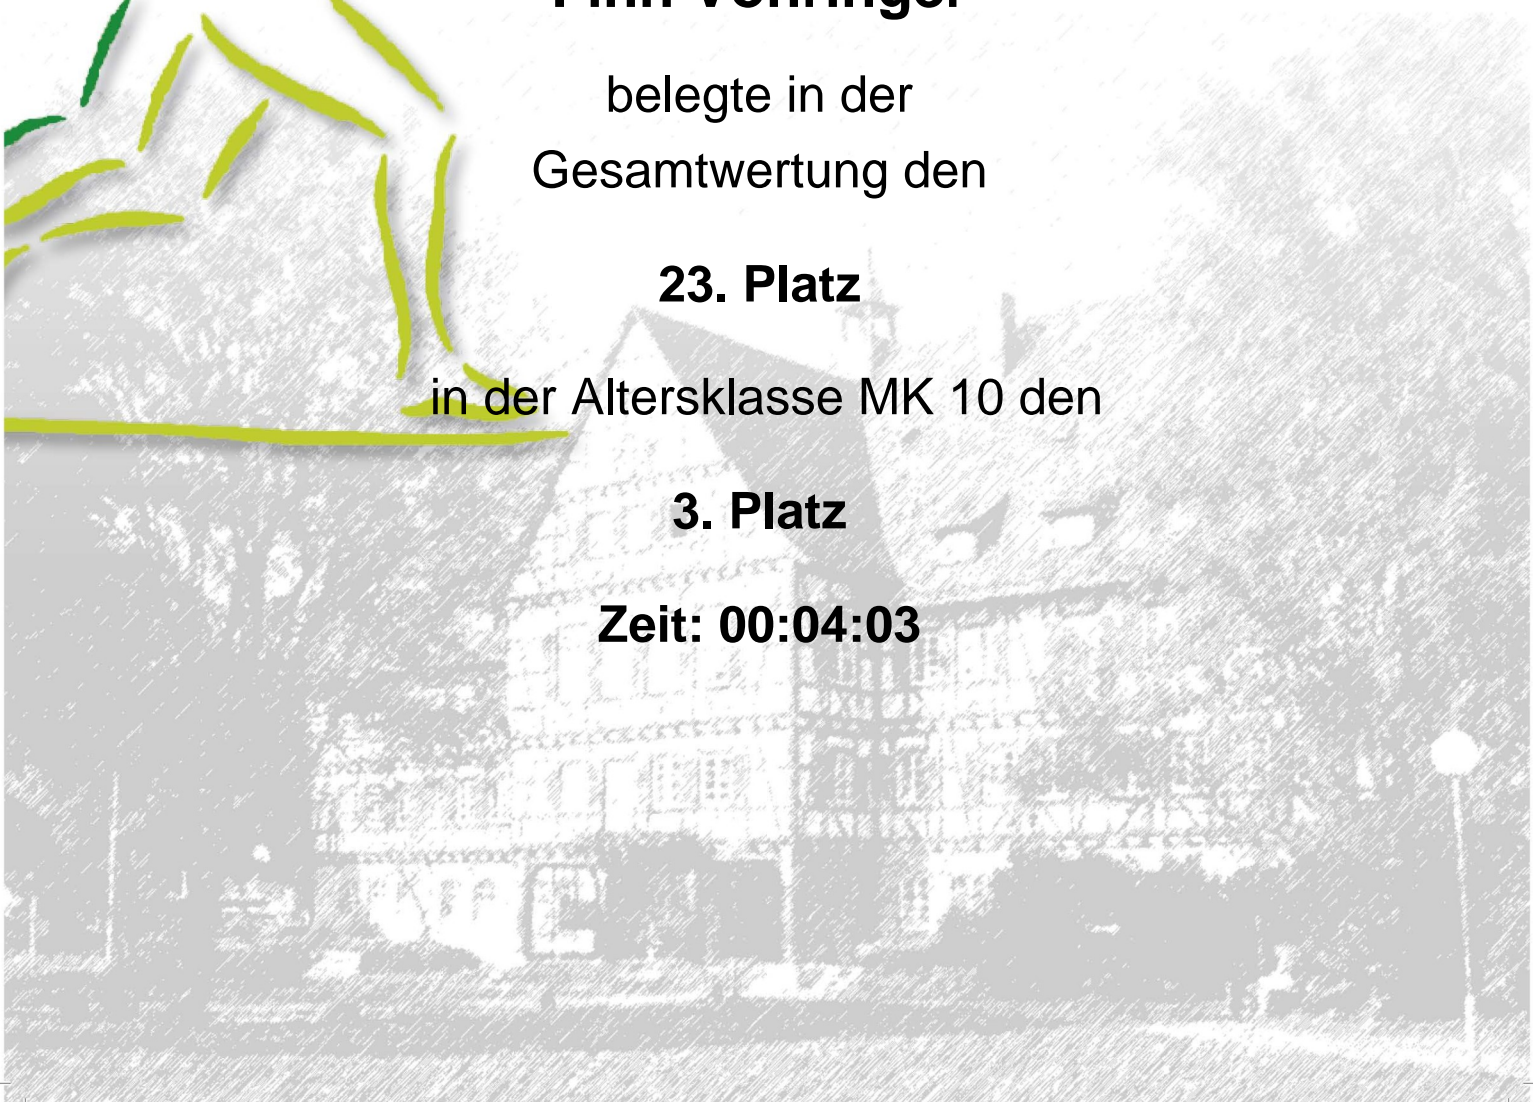 belegte in der
Gesamtwertung den
23. Platz
in der Altersklasse MK 10 den
3. Platz
Zeit: 00:04:03